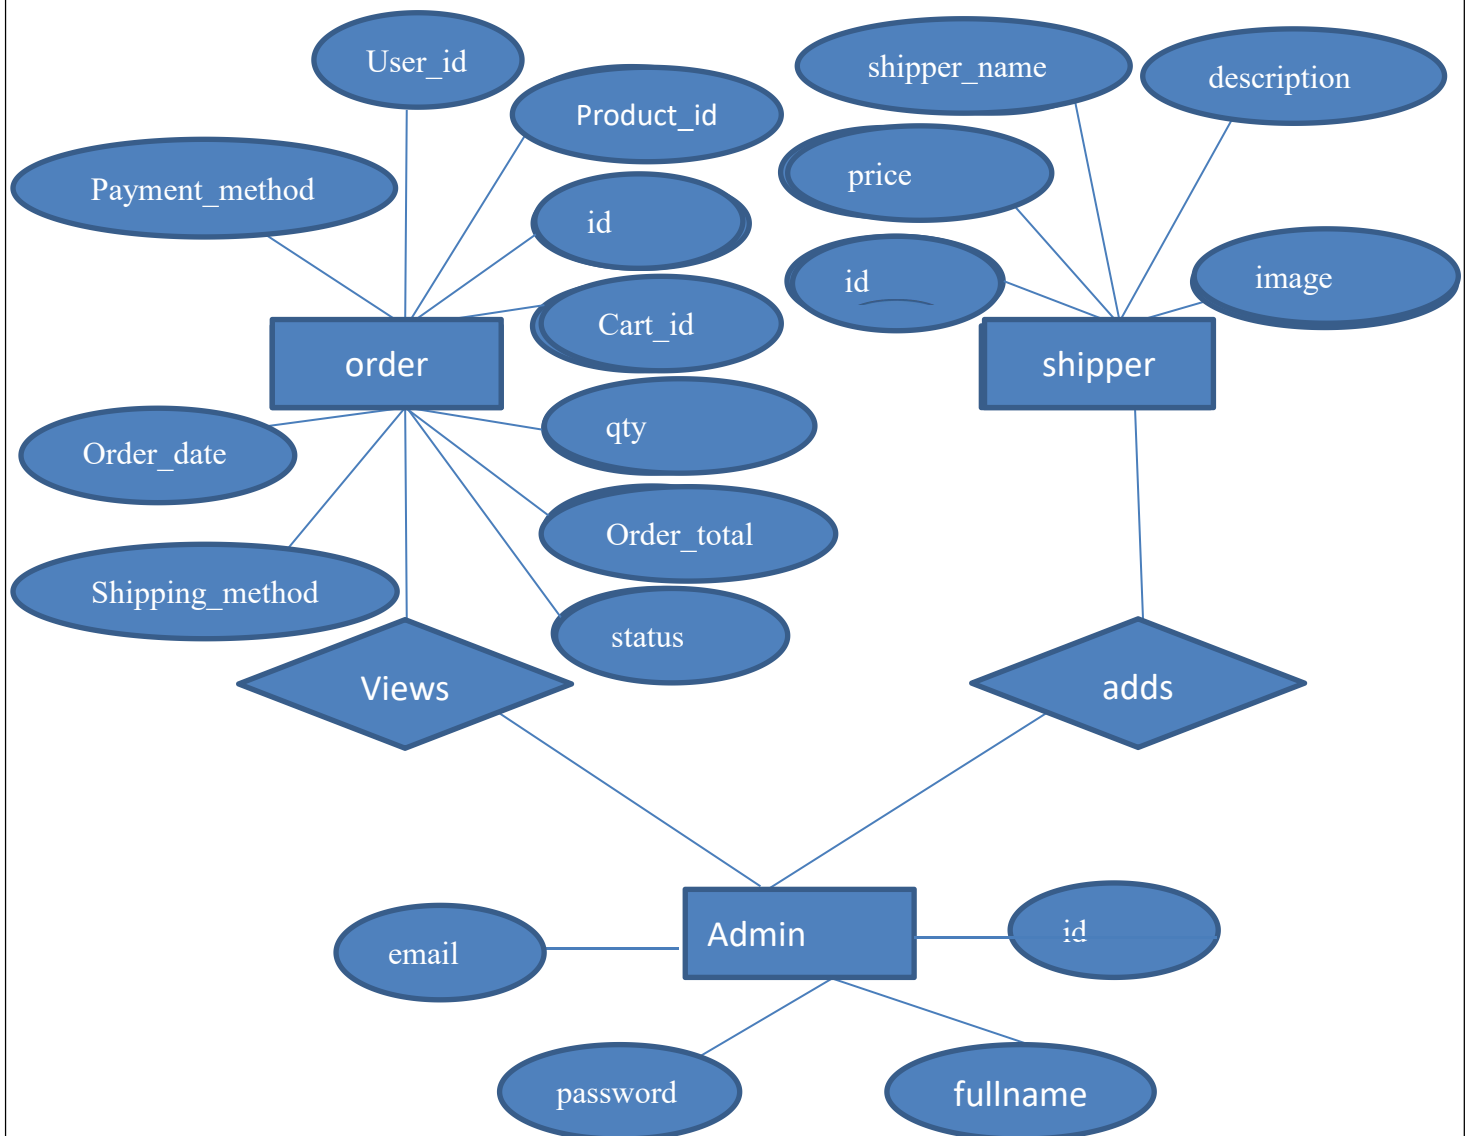 User_id
shipper_name
description
Product_id
price
Payment_method
id
id
image
Cart_id
order
shipper
qty
Order_date
Order_total
Shipping_method
status
Views
adds
Admin
id
email
password
fullname